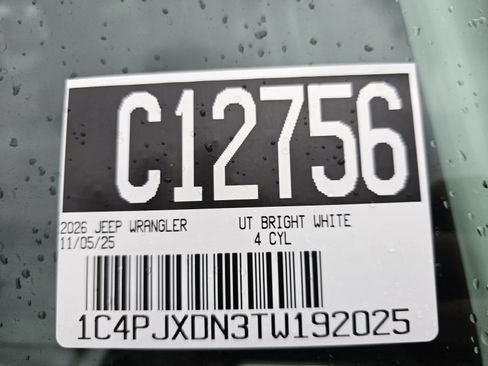 C12756
2026 JEEP WRANGLER UT BRIGHT WHITE
11/05/25 4 CYL
1C4PJXDN3TW192025